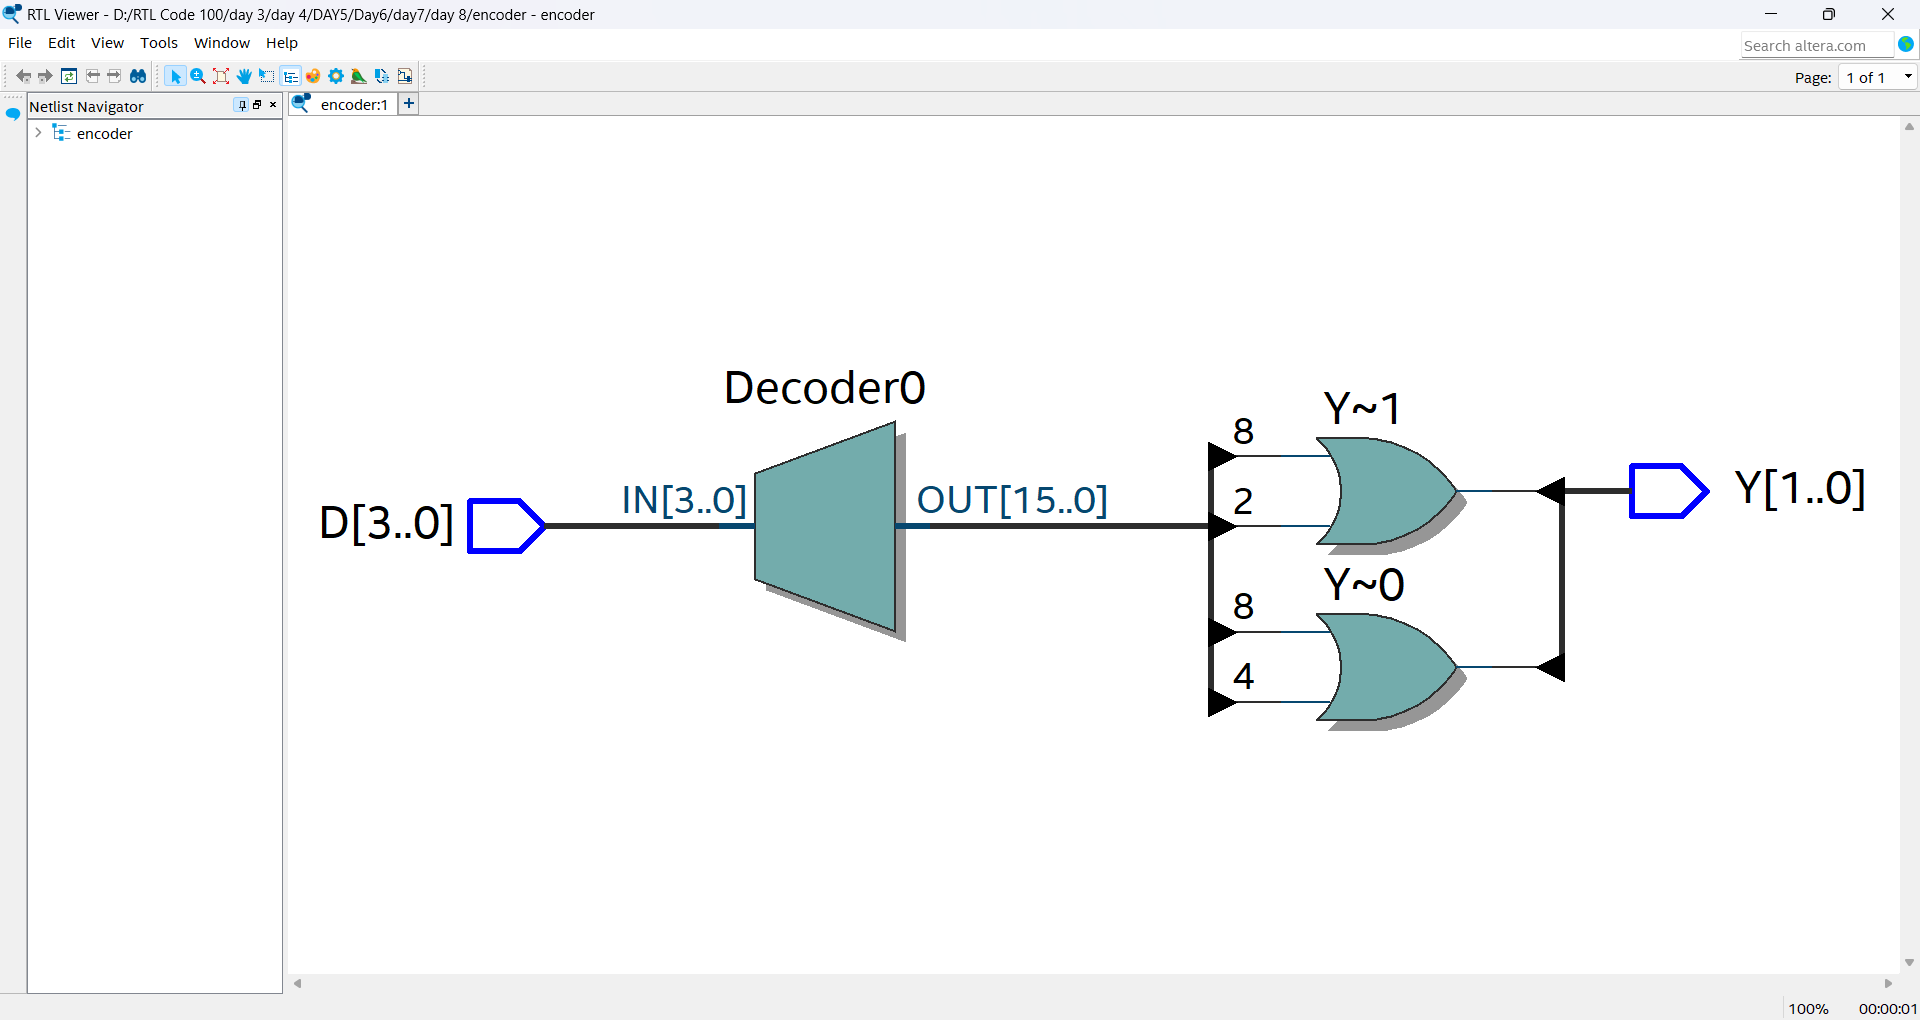 RTL Viewer - D:/RTL Code 100/day 3/day 4/DAY5/Day6/day7/day 8/encoder - encoder
File Edit View Tools Window Help
Search altera.com
Page: 1 of 1
Netlist Navigator
encoder:1
encoder
Decoder0
D[3..0]
IN[3..0]
OUT[15..0]
8
2
Y~1
Y[1..0]
8
4
Y~0
100% 00:00:01